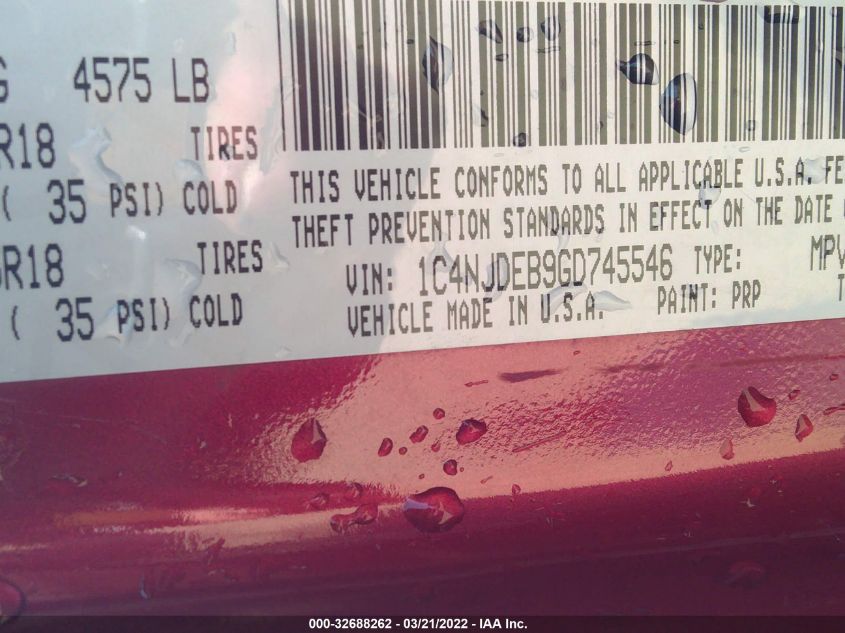 G 4575 LB
R18 TIRES
( 35 PSI) COLD
R18 TIRES
( 35 PSI) COLD
THIS VEHICLE CONFORMS TO ALL APPLICABLE U.S.A. FE
THEFT PREVENTION STANDARDS IN EFFECT ON THE DATE
VIN: 1C4NJDEB9GD745546 TYPE: MPV
VEHICLE MADE IN U.S.A. PAINT: PRP T
000-32688262 - 03/21/2022 - IAA Inc.